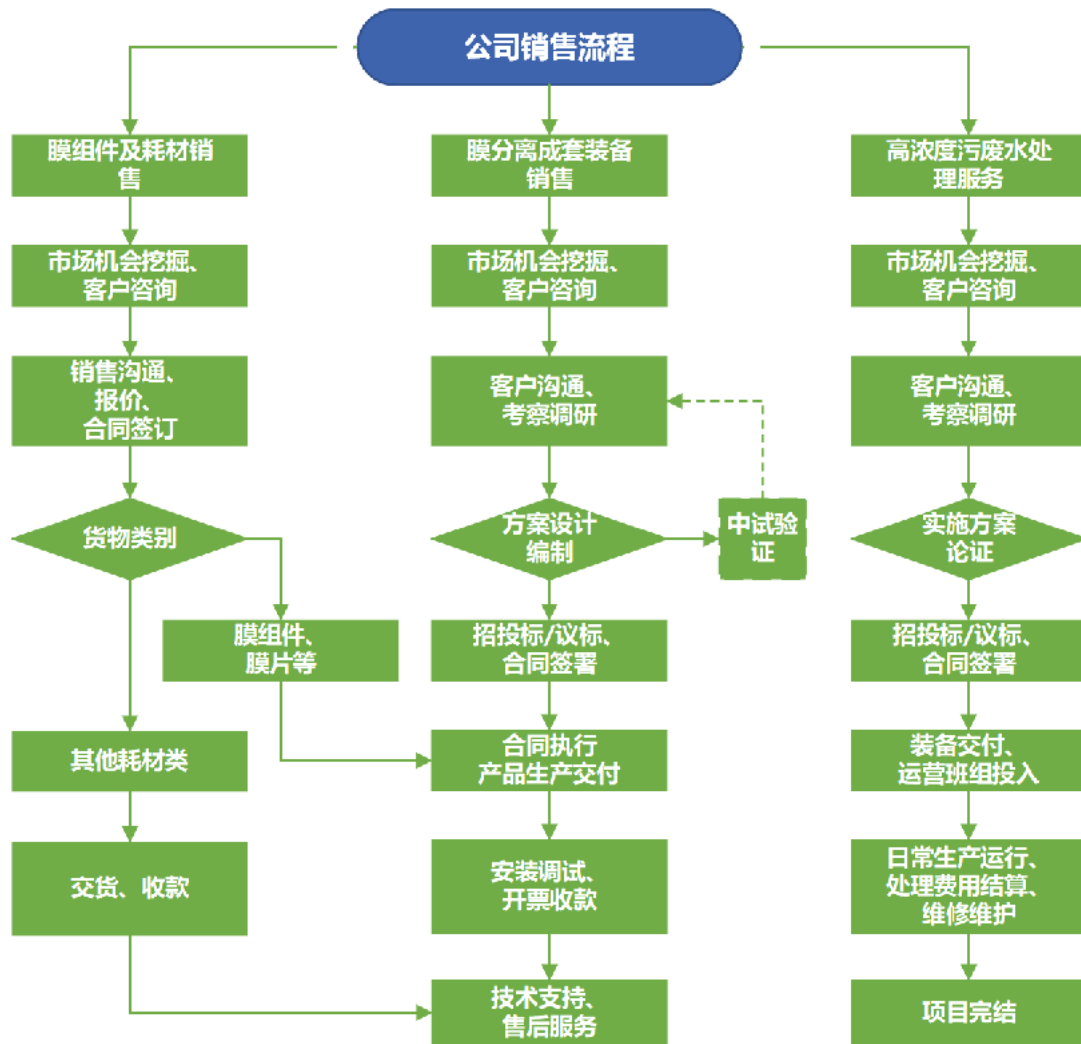 公司销售流程
膜组件及耗材销
售
膜分离成套装备
销售
高浓度污废水处
理服务
市场机会挖掘、
客户咨询
市场机会挖掘、
客户咨询
市场机会挖掘、
客户咨询
销售沟通、
报价、
合同签订
客户沟通、
考察调研
客户沟通、
考察调研
货物类别
方案设计
编制
中试验
证
实施方案
论证
膜组件、
膜片等
招投标/议标、
合同签署
招投标/议标、
合同签署
其他耗材类
合同执行
产品生产交付
装备交付、
运营班组投入
交货、收款
安装调试、
开票收款
日常生产运行、
处理费用结算、
维修维护
技术支持、
售后服务
项目完结